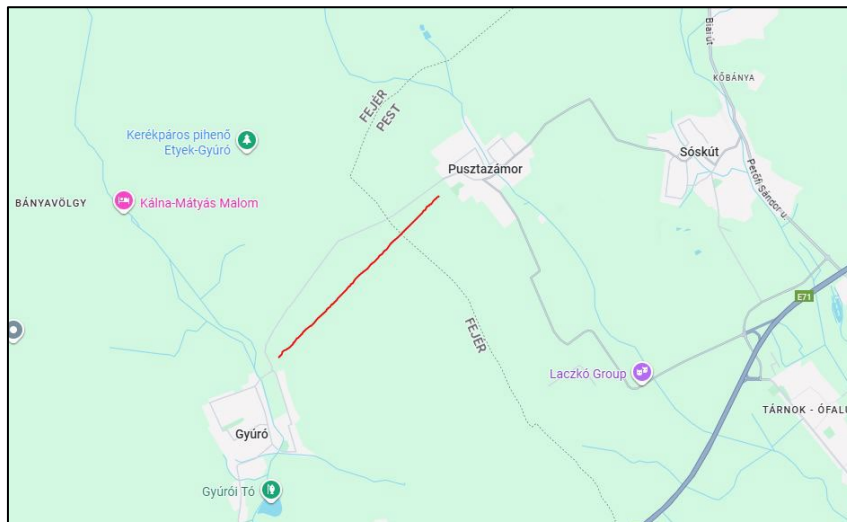 Biai út
KŐBÁNYA
FEJÉR
PEST
Kerékpáros pihenő
Etyek-Gyúró
Pusztazámor
Sóskút
Petőfi Sándor u.
BÁNYAVÖLGY
Kálna-Mátyás Malom
E71
FEJÉR
Laczkó Group
TÁRNOK - ÓFALU
Gyúró
Gyúrói Tó